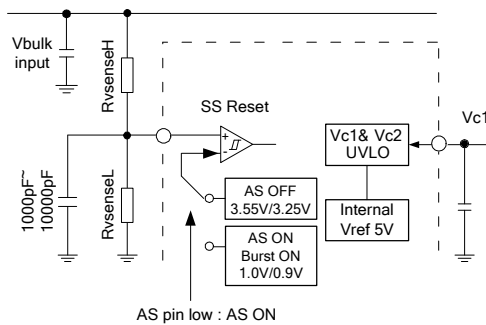 Vbulk
input
RvsenseH
SS Reset
+
-
Vc1& Vc2
UVLO
Vc1
1000pF~
10000pF
RvsenseL
AS OFF
3.55V/3.25V
Internal
Vref 5V
AS ON
Burst ON
1.0V/0.9V
AS pin low : AS ON